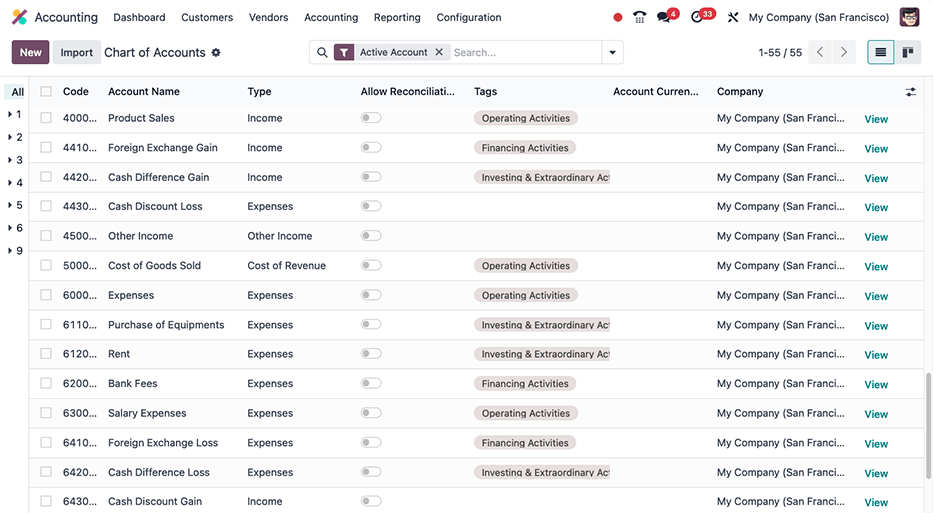 Accounting Dashboard Customers Vendors Accounting Reporting Configuration 4 33 My Company (San Francisco)
New Import Chart of Accounts Active Account Search... 1-55 / 55
All Code Account Name Type Allow Reconciliati... Tags Account Curren... Company
1 4000... Product Sales Income Operating Activities My Company (San Franci... View
2 4410... Foreign Exchange Gain Income Financing Activities My Company (San Franci... View
3 4420... Cash Difference Gain Income Investing & Extraordinary Act My Company (San Franci... View
4 4430... Cash Discount Loss Expenses My Company (San Franci... View
5 4500... Other Income Other Income My Company (San Franci... View
6 5000... Cost of Goods Sold Cost of Revenue Operating Activities My Company (San Franci... View
9 6000... Expenses Expenses Operating Activities My Company (San Franci... View
6110... Purchase of Equipments Expenses Investing & Extraordinary Act My Company (San Franci... View
6120... Rent Expenses Investing & Extraordinary Act My Company (San Franci... View
6200... Bank Fees Expenses Financing Activities My Company (San Franci... View
6300... Salary Expenses Expenses Operating Activities My Company (San Franci... View
6410... Foreign Exchange Loss Expenses Financing Activities My Company (San Franci... View
6420... Cash Difference Loss Expenses Investing & Extraordinary Act My Company (San Franci... View
6430... Cash Discount Gain Income My Company (San Franci... View